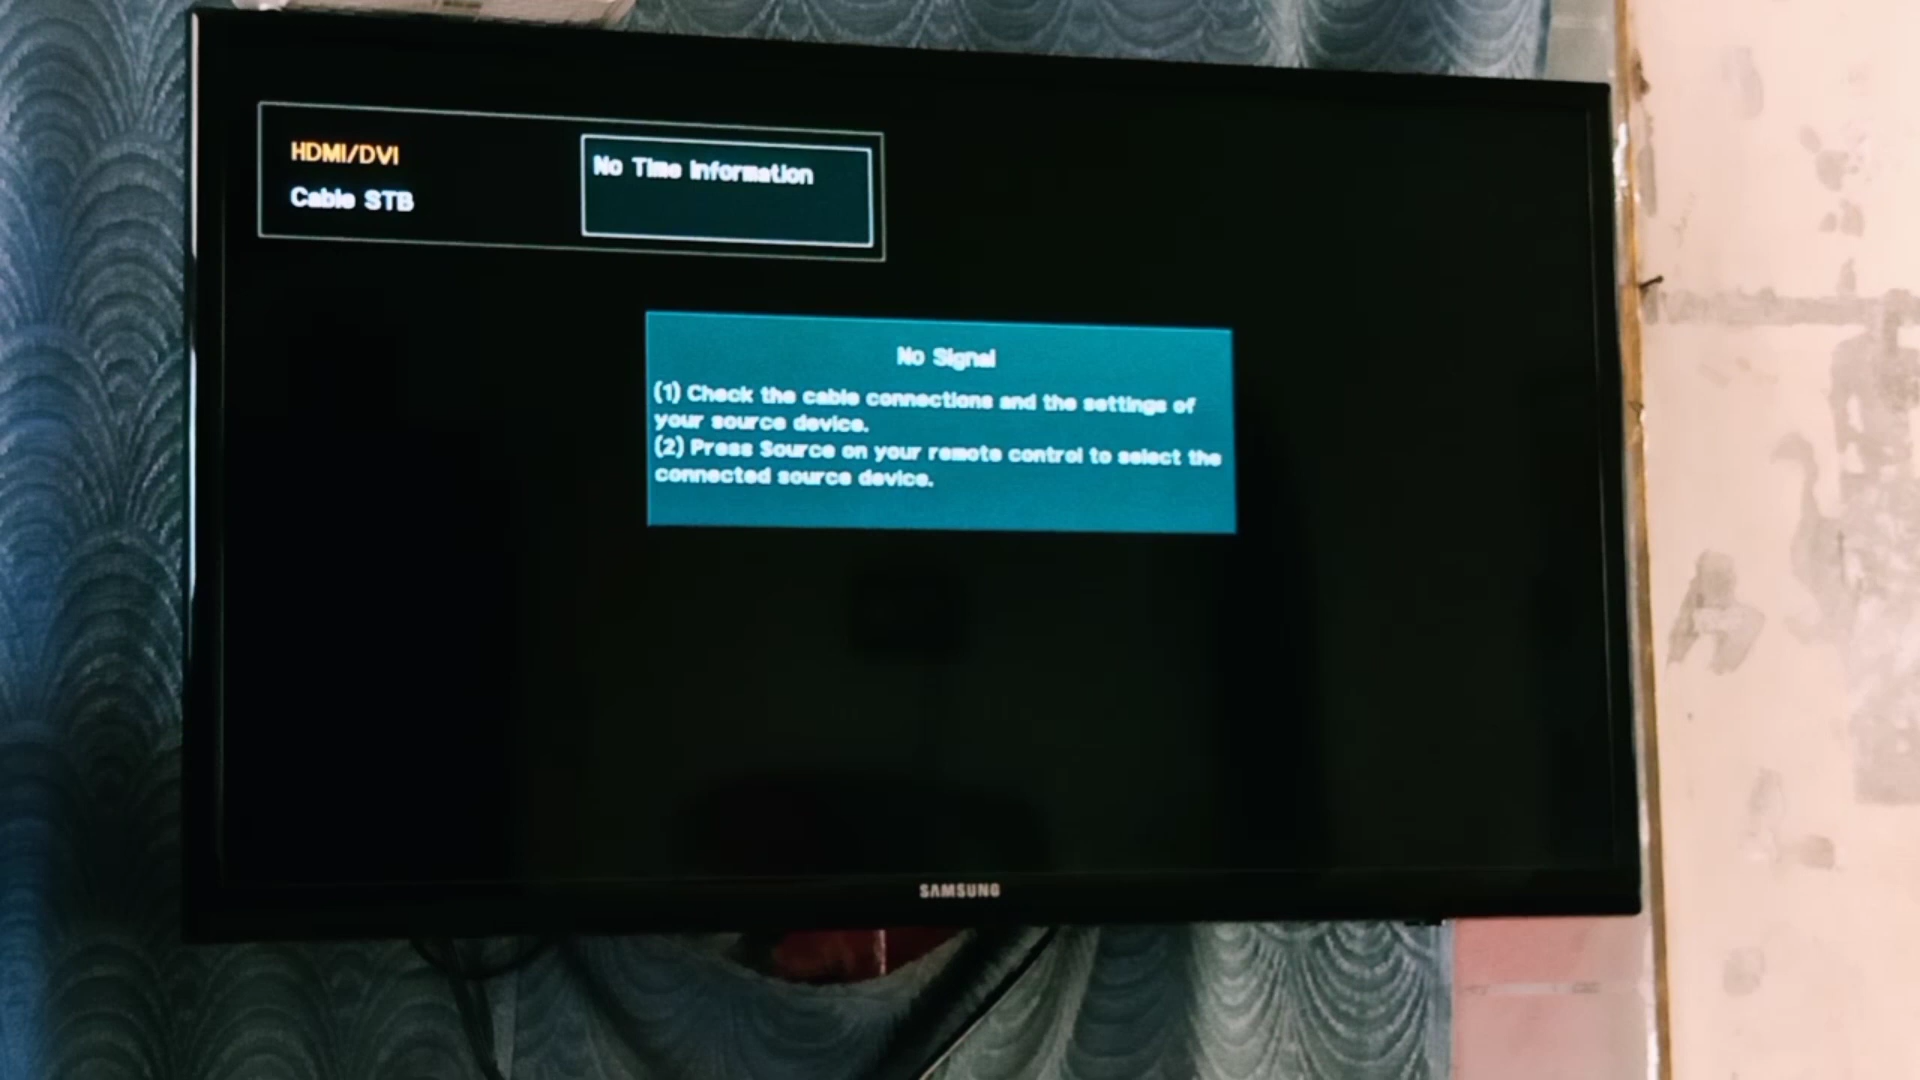 HDMI/DVI
Cable STB
No Time Information
No Signal
(1) Check the cable connections and the settings of
your source device.
(2) Press Source on your remote control to select the
connected source device.
SAMSUNG